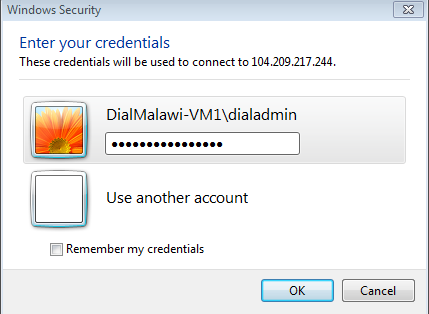 Windows Security
Enter your credentials
These credentials will be used to connect to 104.209.217.244.
DialMalawi-VM1\dialadmin
••••••••••••••••
Use another account
Remember my credentials
OK Cancel